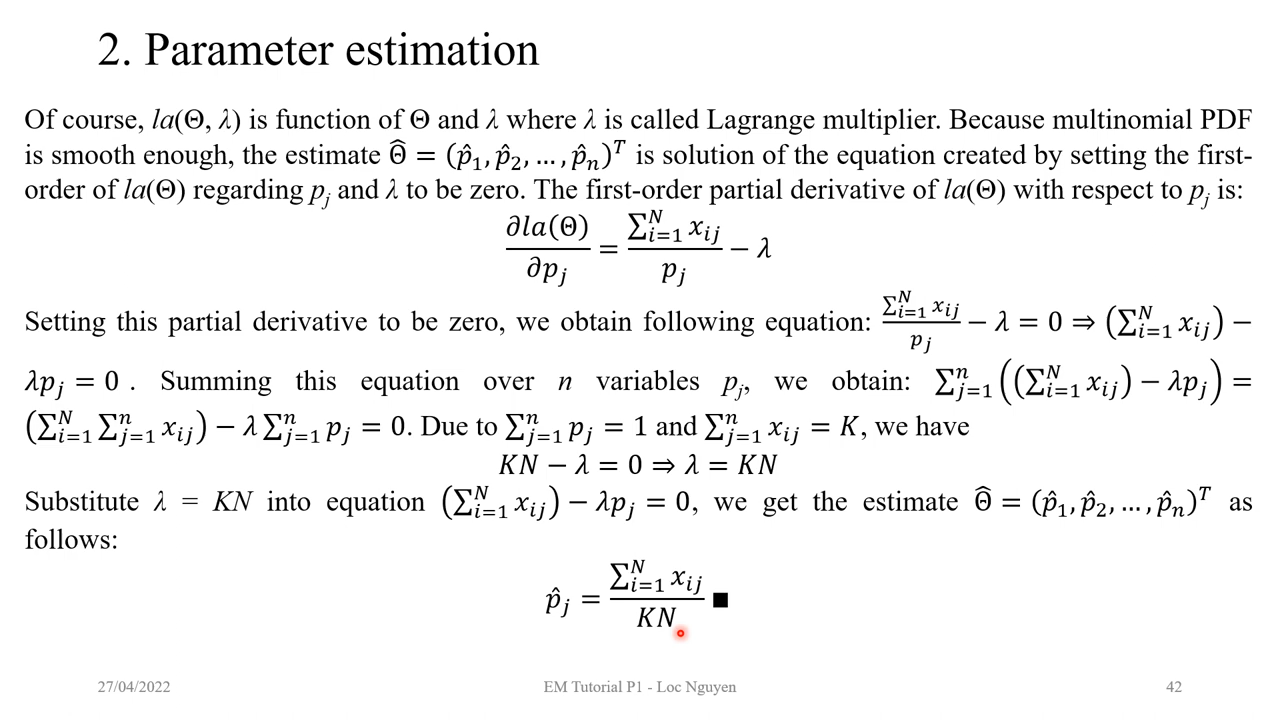 2. Parameter estimation
Of course, la(Θ, λ) is function of Θ and λ where λ is called Lagrange multiplier. Because multinomial PDF
is smooth enough, the estimate Θ̂ = (p̂₁, p̂₂, …, p̂ₙ)ᵀ is solution of the equation created by setting the first-
order of la(Θ) regarding pⱼ and λ to be zero. The first-order partial derivative of la(Θ) with respect to pⱼ is:
∂la(Θ)/∂pⱼ = ∑ᵢ₌₁ᴺ xᵢⱼ / pⱼ − λ
Setting this partial derivative to be zero, we obtain following equation: ∑ᵢ₌₁ᴺ xᵢⱼ / pⱼ − λ = 0 ⇒ (∑ᵢ₌₁ᴺ xᵢⱼ) −
λpⱼ = 0 . Summing this equation over n variables pⱼ, we obtain: ∑ⱼ₌₁ⁿ((∑ᵢ₌₁ᴺ xᵢⱼ) − λpⱼ) =
(∑ᵢ₌₁ᴺ ∑ⱼ₌₁ⁿ xᵢⱼ) − λ ∑ⱼ₌₁ⁿ pⱼ = 0. Due to ∑ⱼ₌₁ⁿ pⱼ = 1 and ∑ⱼ₌₁ⁿ xᵢⱼ = K, we have
KN − λ = 0 ⇒ λ = KN
Substitute λ = KN into equation (∑ᵢ₌₁ᴺ xᵢⱼ) − λpⱼ = 0, we get the estimate Θ̂ = (p̂₁, p̂₂, …, p̂ₙ)ᵀ as
follows:
p̂ⱼ = ∑ᵢ₌₁ᴺ xᵢⱼ / KN ■
27/04/2022 EM Tutorial P1 - Loc Nguyen 42